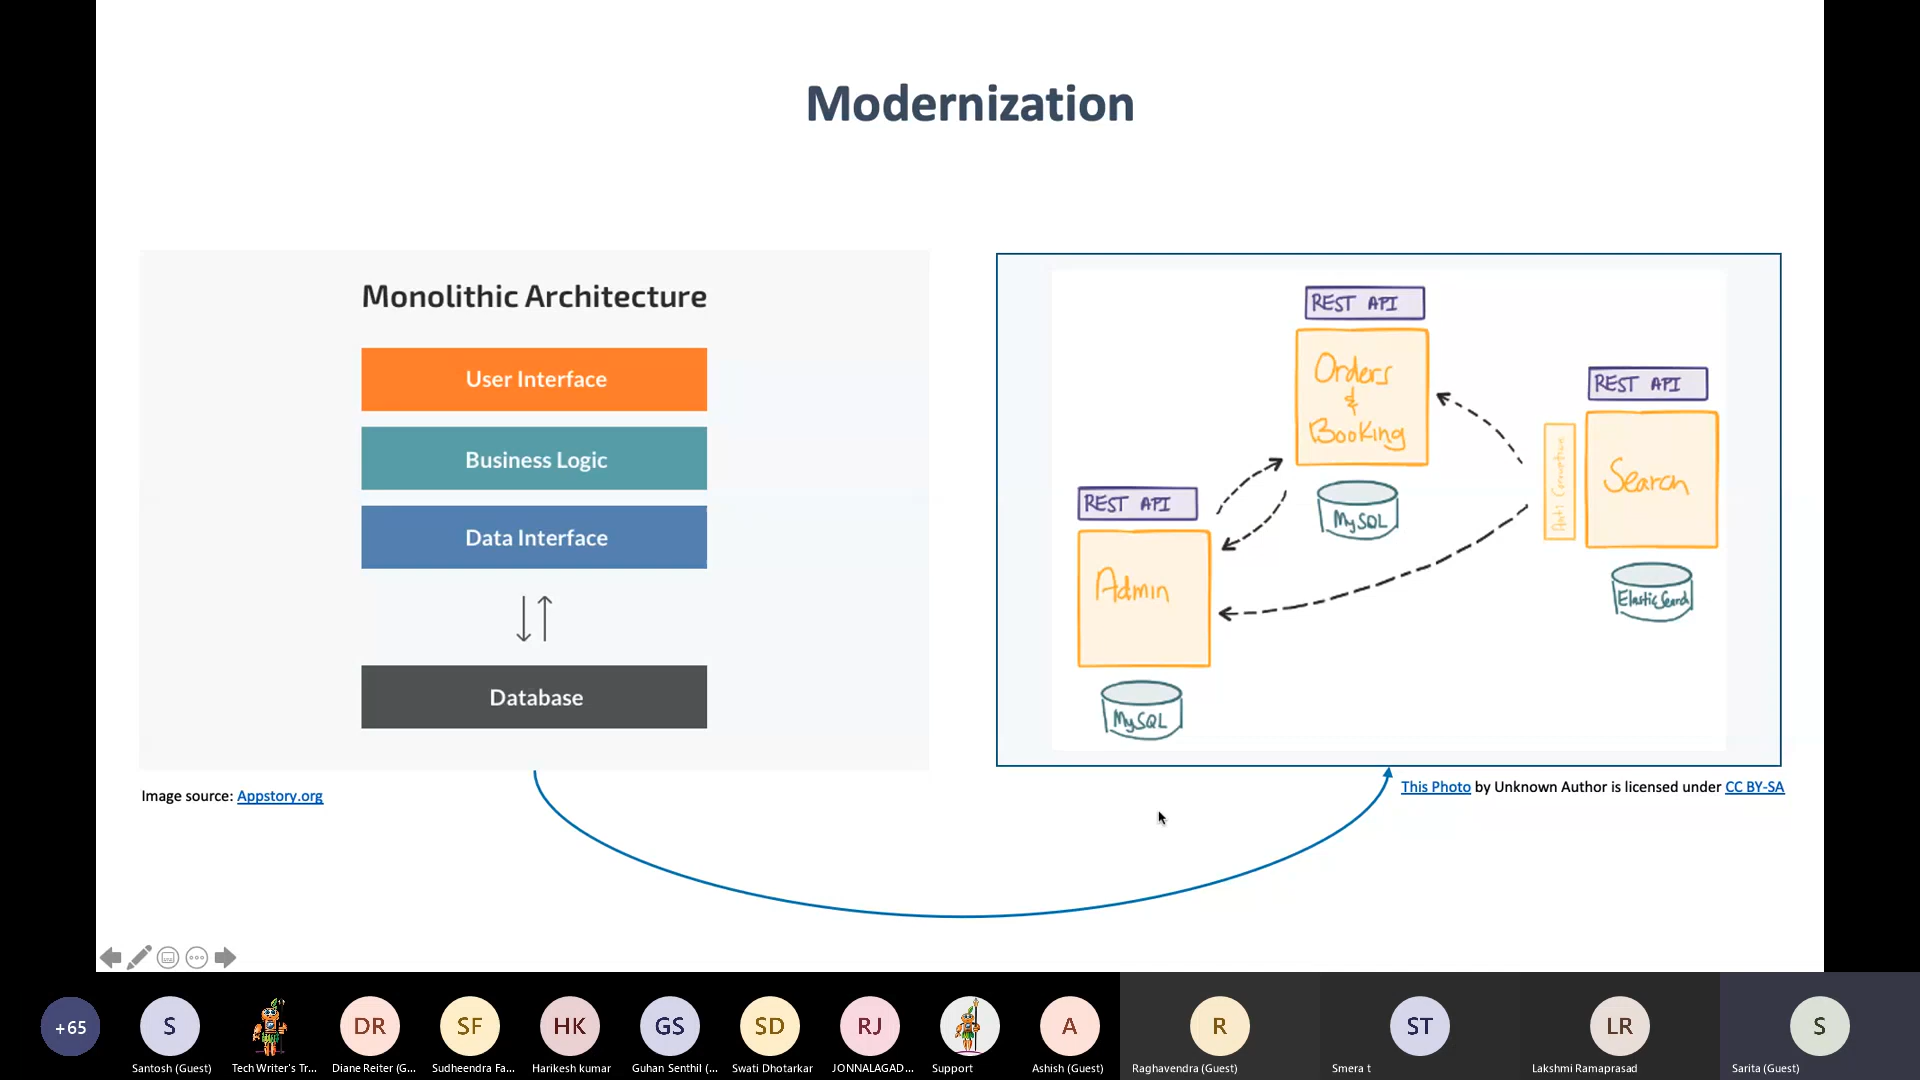 Modernization
Monolithic Architecture
User Interface
Business Logic
Data Interface
Database
Image source: Appstory.org
REST API
Orders
&
Booking
MySQL
REST API
Search
Elastic Search
REST API
Admin
MySQL
This Photo by Unknown Author is licensed under CC BY-SA
+65
S
DR
SF
HK
GS
SD
RJ
A
R
ST
LR
S
Santosh (Guest)
Tech Writer's Tr...
Diane Reiter (G...
Sudheendra Fa...
Harikesh kumar
Guhan Senthil (...
Swati Dhotarkar
JONNALAGAD...
Support
Ashish (Guest)
Raghavendra (Guest)
Smera t
Lakshmi Ramaprasad
Sarita (Guest)